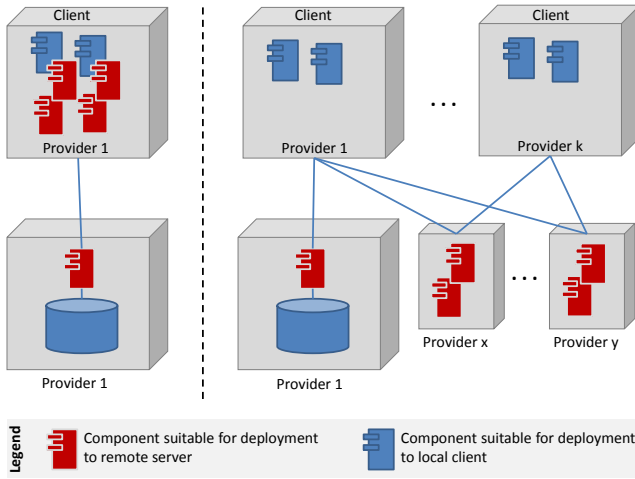 Client
Provider 1
Provider 1
Client
Provider 1
. . .
Client
Provider k
Provider 1
Provider x
...
Provider y
Legend
Component suitable for deployment
to remote server
Component suitable for deployment
to local client